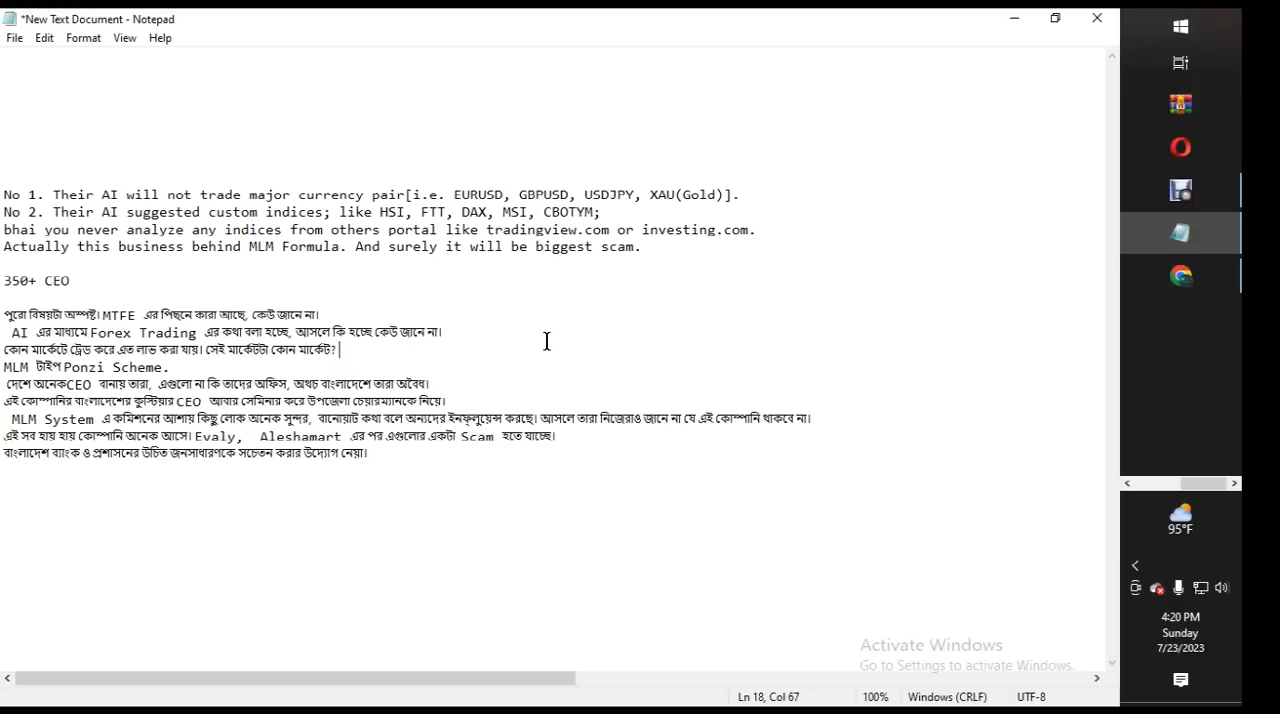 *New Text Document - Notepad
File Edit Format View Help
No 1. Their AI will not trade major currency pair[i.e. EURUSD, GBPUSD, USDJPY, XAU(Gold)].
No 2. Their AI suggested custom indices; like HSI, FTT, DAX, MSI, CBOTYM;
bhai you never analyze any indices from others portal like tradingview.com or investing.com.
Actually this business behind MLM Formula. And surely it will be biggest scam.
350+ CEO
পুরো বিষয়টা অস্পষ্ট। MTFE এর পিছনে কারা আছে, কেউ জানে না।
AI এর মাধ্যমে Forex Trading এর কথা বলা হচ্ছে, আসলে কি হচ্ছে কেউ জানে না।
কোন মার্কেটে ট্রেড করে এত লাভ করা যায়। সেই মার্কেটটা কোন মার্কেট?
MLM টাইপ Ponzi Scheme.
দেশে অনেকCEO বানায় তারা, এগুলো না কি তাদের অফিস, অথচ বাংলাদেশে তারা অবৈধ।
এই কোম্পানির বাংলাদেশের কুস্টিয়ার CEO আবার সেমিনার করে উপজেলা চেয়ারম্যানকে নিয়ে।
MLM System এ কমিশনের আশায় কিছু লোক অনেক সুন্দর, বানোয়াট কথা বলে অন্যদের ইনফ্লুয়েন্স করছে। আসলে তারা নিজেরাও জানে না যে এই কোম্পানি থাকবে না।
এই সব হায় হায় কোম্পানি অনেক আসে। Evaly, Aleshamart এর পর এগুলোর একটা Scam হতে যাচ্ছে।
বাংলাদেশ ব্যাংক ও প্রশাসনের উচিত জনসাধারণকে সচেতন করার উদ্যোগ নেয়া।
95°F
4:20 PM
Sunday
7/23/2023
Activate Windows
Go to Settings to activate Windows.
Ln 18, Col 67 100% Windows (CRLF) UTF-8